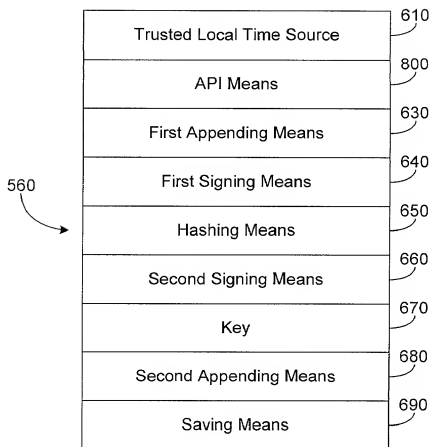 610
Trusted Local Time Source
800
API Means
630
First Appending Means
640
First Signing Means
560
650
Hashing Means
660
Second Signing Means
670
Key
680
Second Appending Means
690
Saving Means